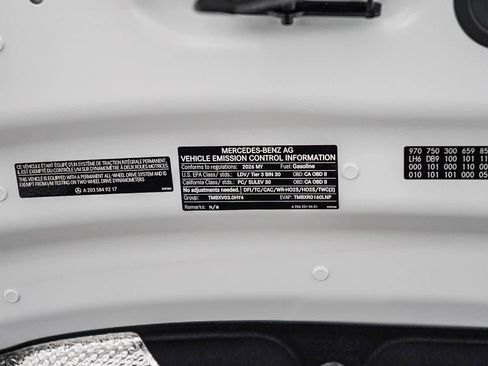 CE VÉHICULE ÉTANT ÉQUIPÉ D'UN SYSTÈME DE TRACTION INTÉGRALE PERMANENT,
IL EST EXEMPT D'EFFECTUER
CONTRÔLE ET D'ENTRETIEN I/M SUR DYNAMOMÈTRE À DEUX ROUES MOTRICES.
THIS VEHICLE IS EQUIPPED WITH A PERMANENT ALL-WHEEL DRIVE SYSTEM AND IS
EXEMPT FROM I/M TESTING ON TWO-WHEEL DRIVE DYNAMOMETERS
A 203 584 92 17
MERCEDES-BENZ AG
VEHICLE EMISSION CONTROL INFORMATION
Conforms to regulations: 2026 MY Fuel: Gasoline
U.S. EPA Class / stds.: LDV/ Tier 3 BIN 30 OBD: CA OBD II
California Class / stds.: PC/ SULEV 30 OBD: CA OBD II
No adjustments needed. DFI/TC/CAC/WR-HO2S/HO2S/TWC(2)
Group: TMBXV03.0HY4 EVAP: TMBXR0160LNP
Remarks: n/a
970 750 300 659 85
LH6 DB9 100 101 11
000 101 000 110 00
010 101 101 000 05